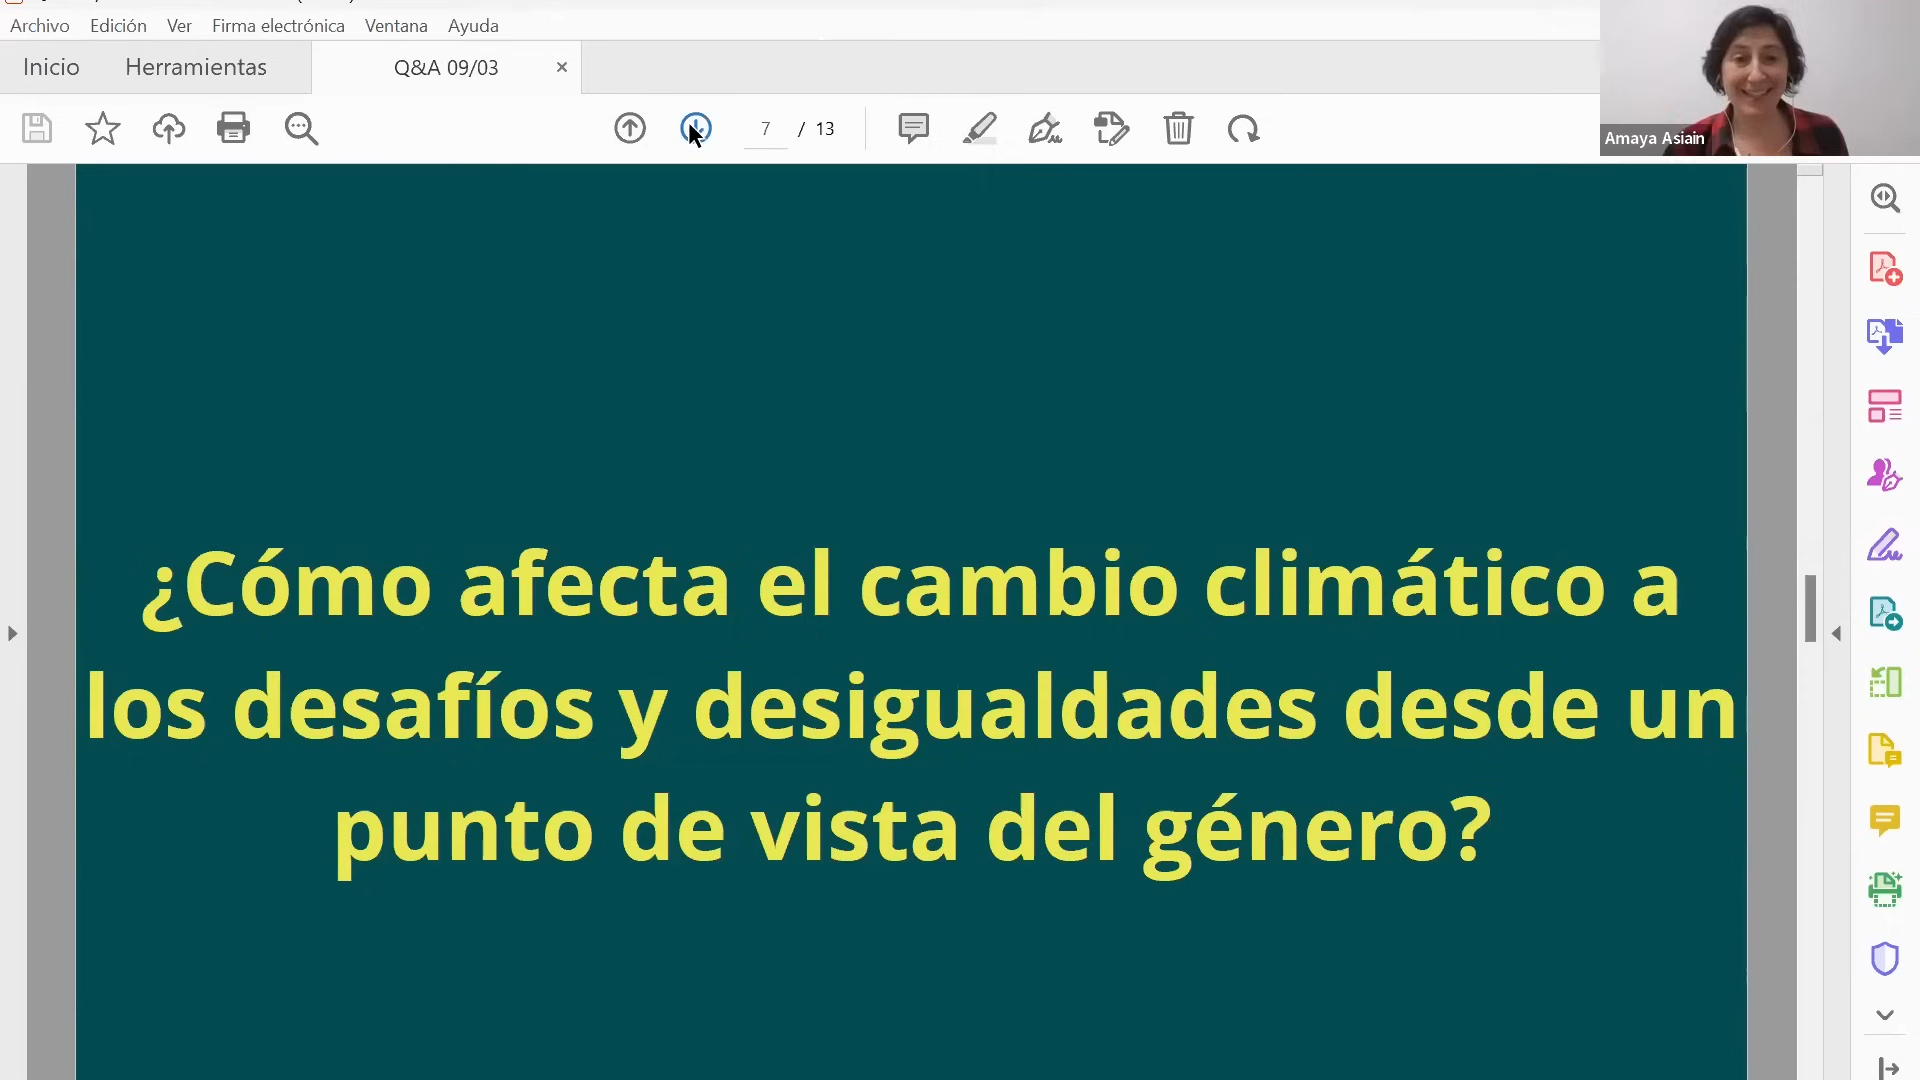 Archivo Edición Ver Firma electrónica Ventana Ayuda
Inicio Herramientas Q&A 09/03 ×
7 / 13
Amaya Asiain
¿Cómo afecta el cambio climático a
los desafíos y desigualdades desde un
punto de vista del género?